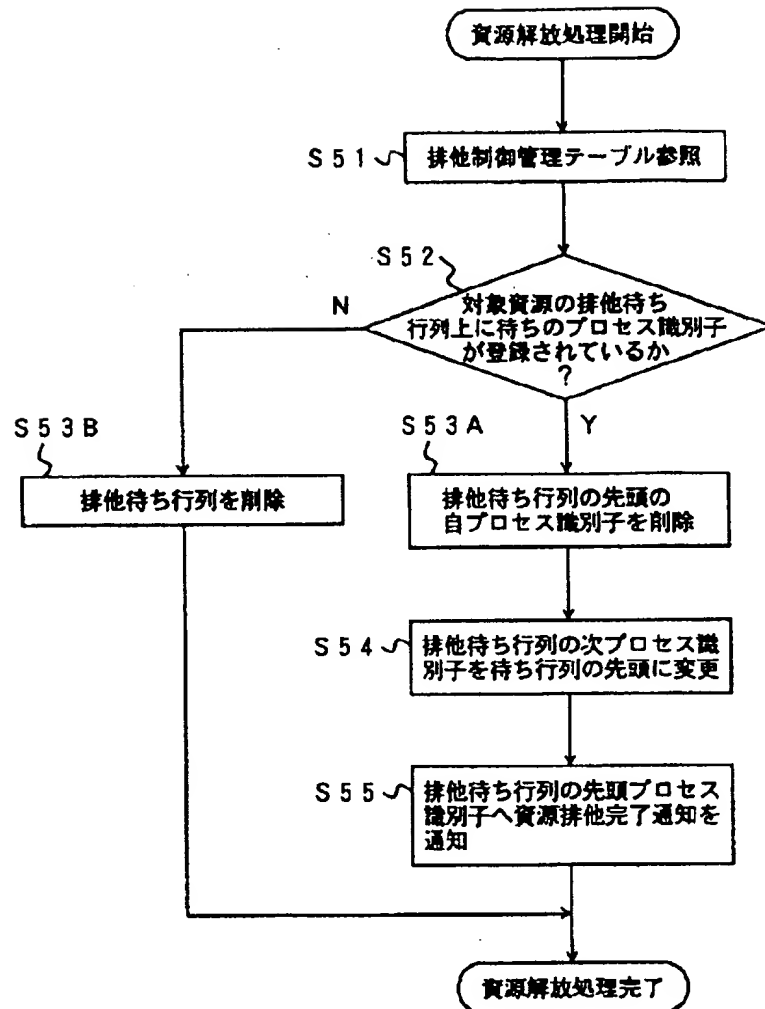 資源解放処理開始
S51
排他制御管理テーブル参照
S52
対象資源の排他待ち
行列上に待ちのプロセス識別子
が登録されているか
?
N
Y
S53B
排他待ち行列を削除
S53A
排他待ち行列の先頭の
自プロセス識別子を削除
S54
排他待ち行列の次プロセス識
別子を待ち行列の先頭に変更
S55
排他待ち行列の先頭プロセス
識別子へ資源排他完了通知を
通知
資源解放処理完了